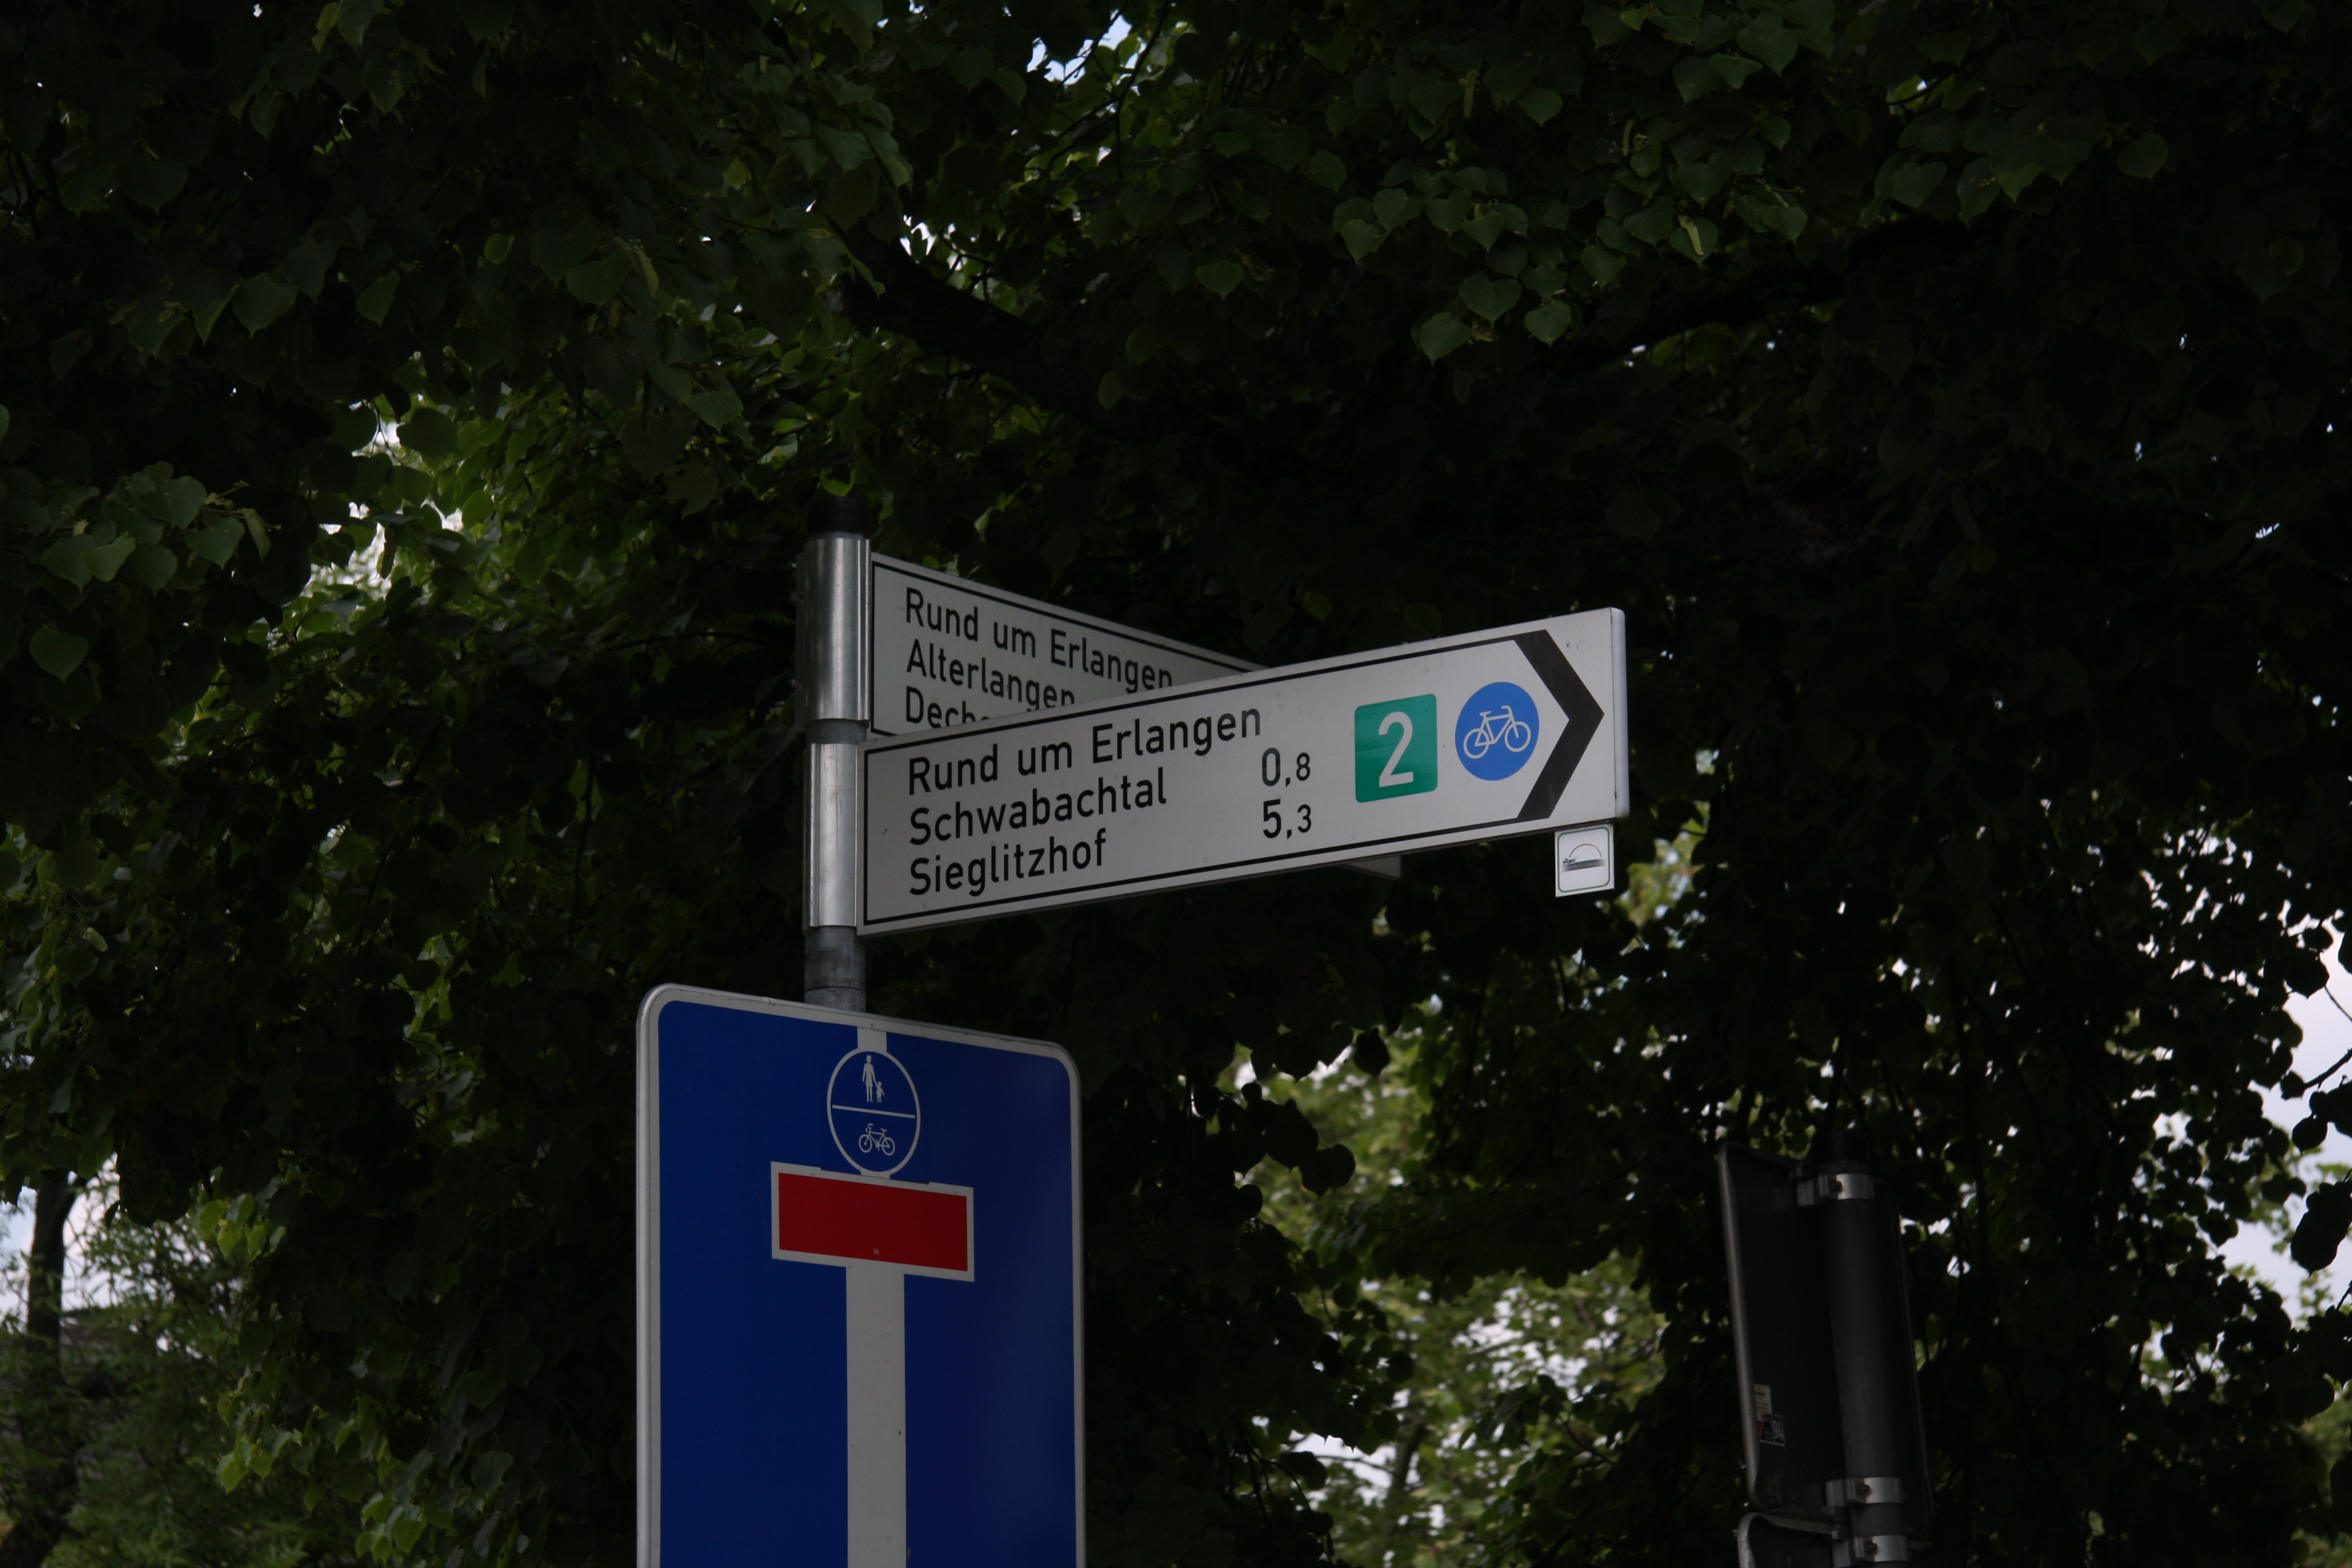 Rund um Erlangen
Alterlangen
Rund um Erlangen
Schwabachtal 0,8
Sieglitzhof 5,3
2